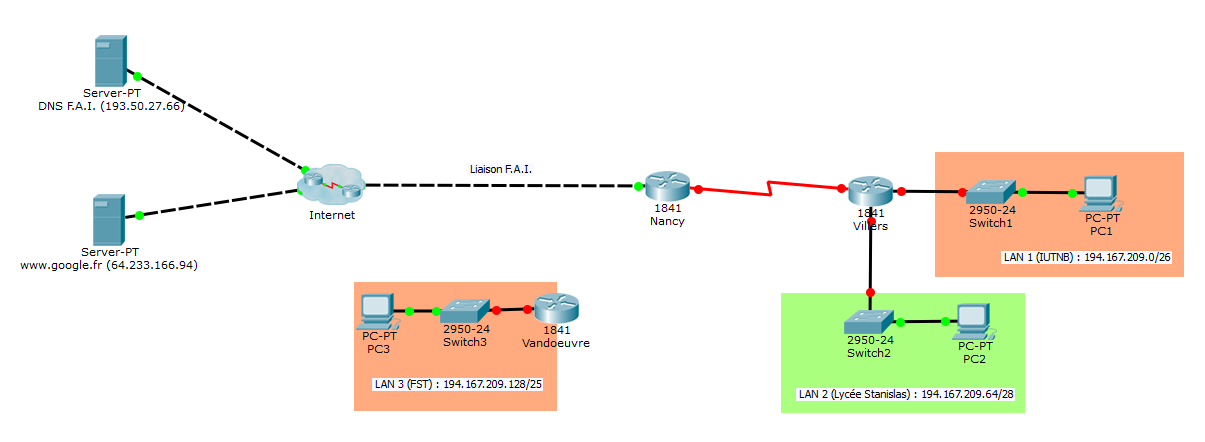 Server-PT
DNS F.A.I. (193.50.27.66)
Liaison F.A.I.
Internet
1841
Nancy
1841
Villers
2950-24
Switch1
PC-PT
PC1
LAN 1 (IUTNB) : 194.167.209.0/26
Server-PT
www.google.fr (64.233.166.94)
PC-PT
PC3
2950-24
Switch3
1841
Vandoeuvre
LAN 3 (FST) : 194.167.209.128/25
2950-24
Switch2
PC-PT
PC2
LAN 2 (Lycée Stanislas) : 194.167.209.64/28